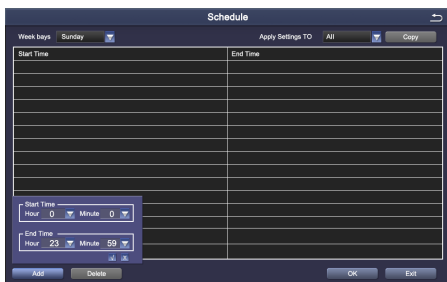 Schedule
Week bays Sunday Apply Settings TO All Copy
Start Time End Time
Start Time
Hour 0 Minute 0
End Time
Hour 23 Minute 59
Add Delete OK Exit